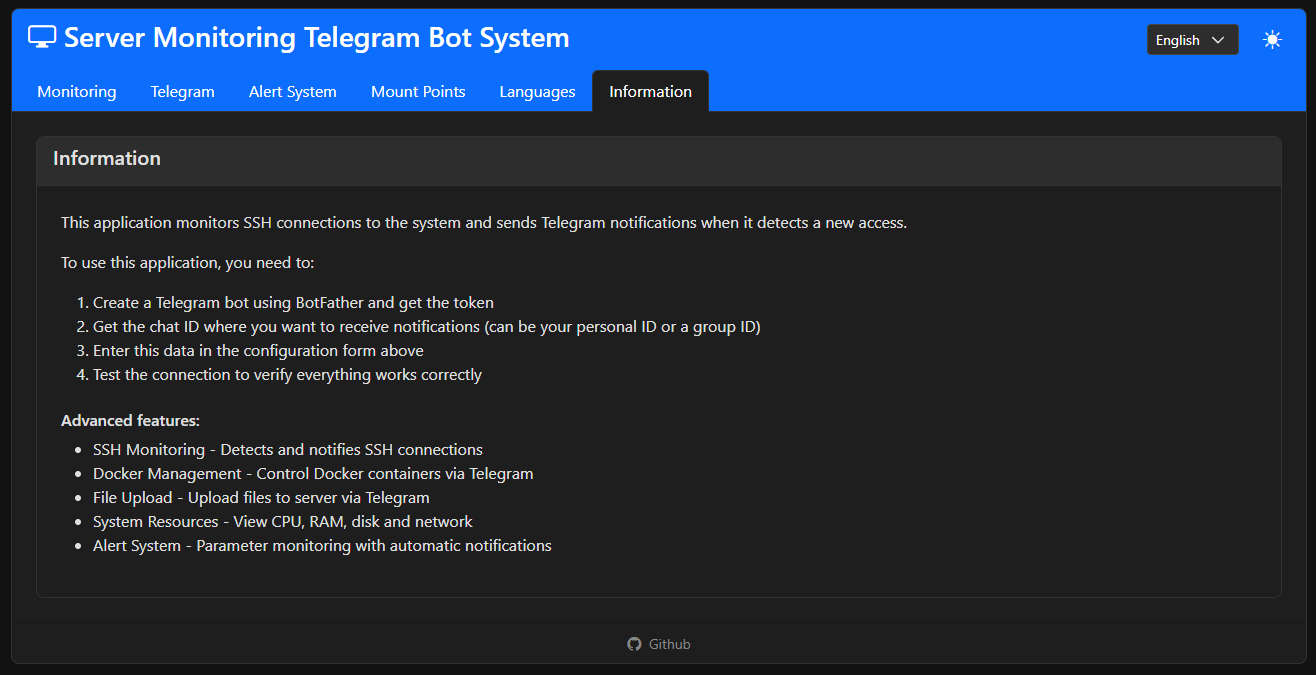 Server Monitoring Telegram Bot System
English
Monitoring Telegram Alert System Mount Points Languages Information
Information
This application monitors SSH connections to the system and sends Telegram notifications when it detects a new access.
To use this application, you need to:
1. Create a Telegram bot using BotFather and get the token
2. Get the chat ID where you want to receive notifications (can be your personal ID or a group ID)
3. Enter this data in the configuration form above
4. Test the connection to verify everything works correctly
Advanced features:
• SSH Monitoring - Detects and notifies SSH connections
• Docker Management - Control Docker containers via Telegram
• File Upload - Upload files to server via Telegram
• System Resources - View CPU, RAM, disk and network
• Alert System - Parameter monitoring with automatic notifications
Github